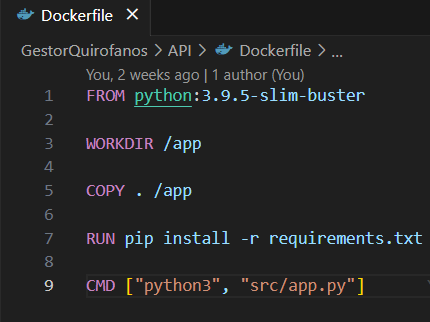 Dockerfile
GestorQuirofanos > API > Dockerfile > ...
You, 2 weeks ago | 1 author (You)
1 FROM python:3.9.5-slim-buster
2
3 WORKDIR /app
4
5 COPY . /app
6
7 RUN pip install -r requirements.txt
8
9 CMD ["python3", "src/app.py"]